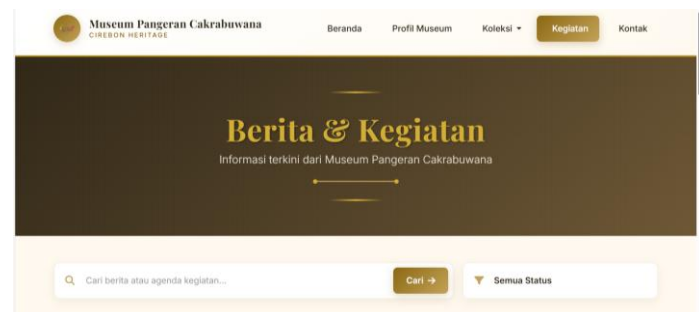 Museum Pangeran Cakrabuwana
CIREBON HERITAGE
Beranda
Profil Museum
Koleksi
Kegiatan
Kontak
Berita & Kegiatan
Informasi terkini dari Museum Pangeran Cakrabuwana
Cari berita atau agenda kegiatan...
Cari →
Semua Status